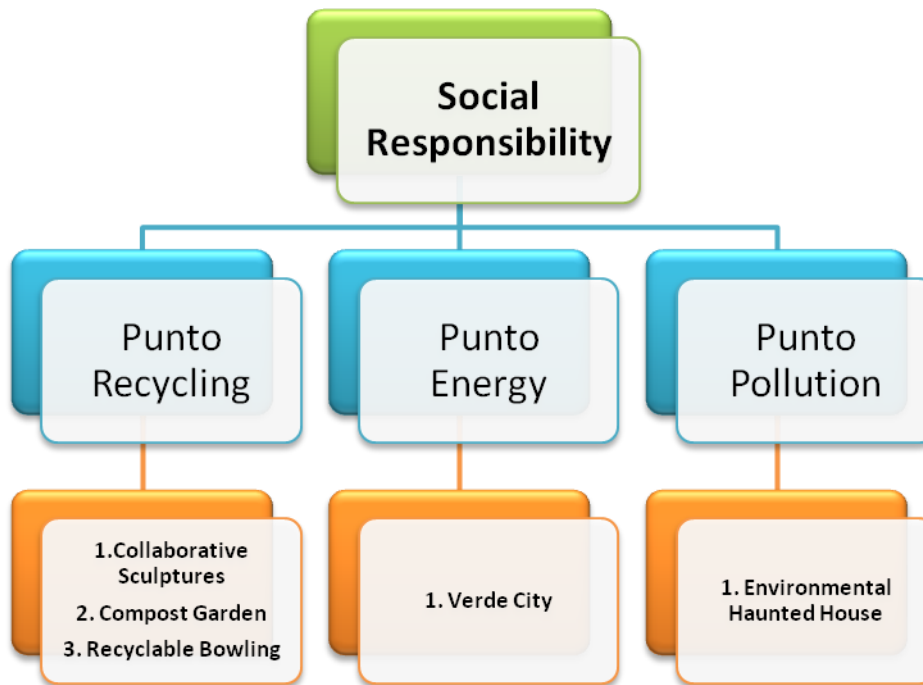 Social
Responsibility
Punto
Recycling
Punto
Energy
Punto
Pollution
1.Collaborative
Sculptures
2. Compost Garden
3. Recyclable Bowling
1. Verde City
1. Environmental
Haunted House